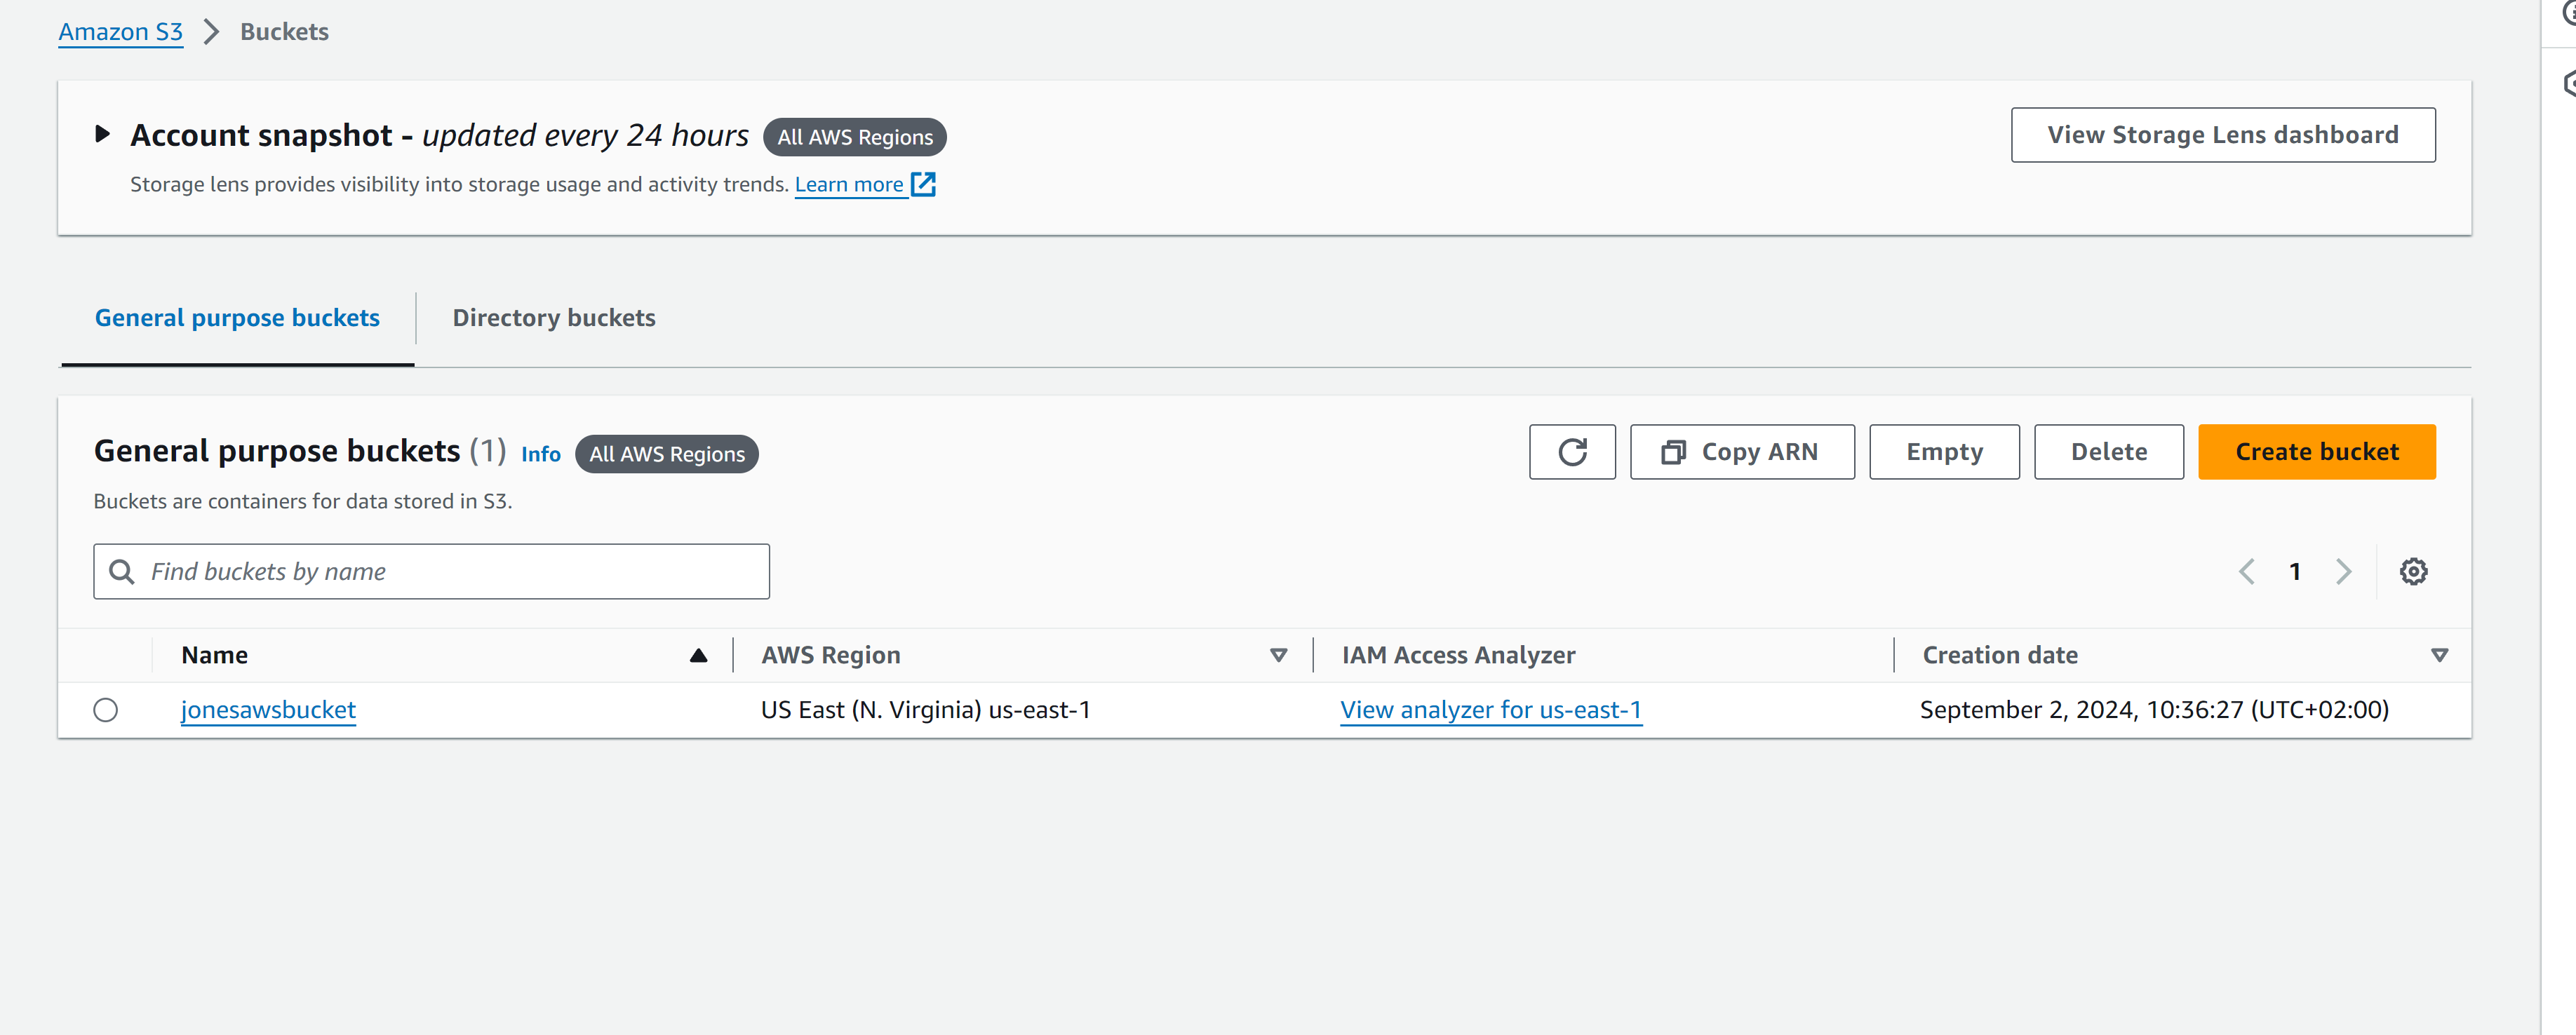 Amazon S3 > Buckets
Account snapshot - updated every 24 hours All AWS Regions View Storage Lens dashboard
Storage lens provides visibility into storage usage and activity trends. Learn more
General purpose buckets Directory buckets
General purpose buckets (1) Info All AWS Regions Copy ARN Empty Delete Create bucket
Buckets are containers for data stored in S3.
Find buckets by name 1
Name AWS Region IAM Access Analyzer Creation date
jonesawsbucket US East (N. Virginia) us-east-1 View analyzer for us-east-1 September 2, 2024, 10:36:27 (UTC+02:00)